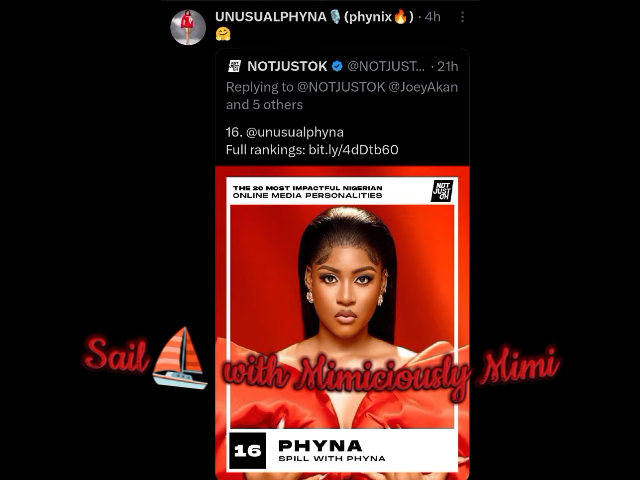 UNUSUALPHYNA🎙️(phynix🔥) · 4h
🤗
NOTJUSTOK @NOTJUST... · 21h
Replying to @NOTJUSTOK @JoeyAkan
and 5 others
16. @unusualphyna
Full rankings: bit.ly/4dDtb60
THE 20 MOST IMPACTFUL NIGERIAN
ONLINE MEDIA PERSONALITIES
NOT
JUST
OK
Sail ⛵ with Mimiciously Mimi
16 PHYNA
SPILL WITH PHYNA